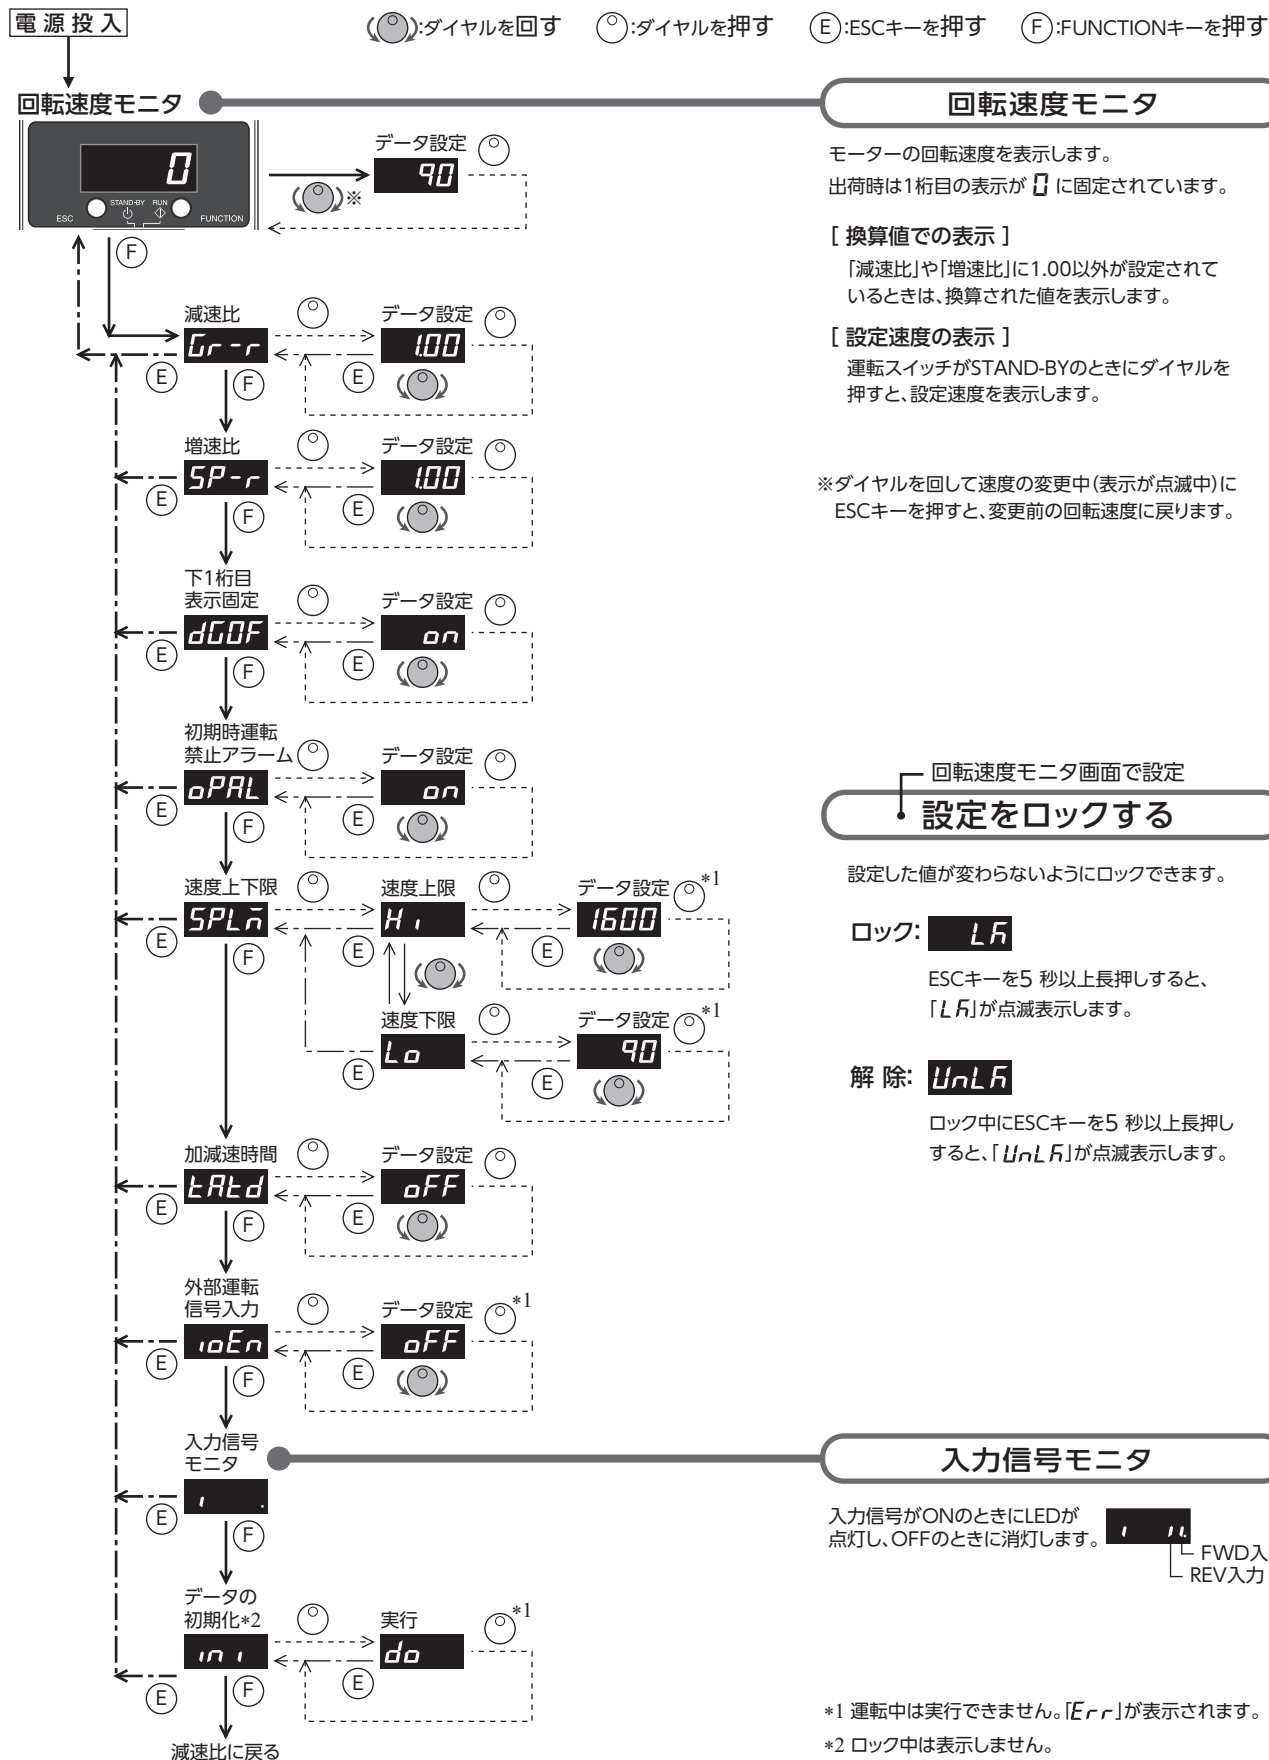 電源投入
:ダイヤルを回す
:ダイヤルを押す
E:ESCキーを押す
F:FUNCTIONキーを押す
回転速度モニタ
0
ESC
STAND-BY
RUN
FUNCTION
※
データ設定
90
F
減速比
Gr-r
データ設定
1.00
E
E
F
増速比
SP-r
データ設定
1.00
E
E
F
下1桁目
表示固定
dGOF
データ設定
on
E
E
F
初期時運転
禁止アラーム
oPAL
データ設定
on
E
E
F
速度上下限
SPLm
速度上限
Hi
データ設定
*1
1600
E
E
E
F
速度下限
Lo
データ設定
*1
90
E
E
加減速時間
tAtd
データ設定
oFF
E
E
F
外部運転
信号入力
ioEn
データ設定
*1
oFF
E
E
F
入力信号
モニタ
i .
E
F
データの
初期化*2
ini
実行
*1
do
E
E
F
減速比に戻る
回転速度モニタ
モーターの回転速度を表示します。
出荷時は1桁目の表示が 0 に固定されています。
[ 換算値での表示 ]
「減速比」や「増速比」に1.00以外が設定されて
いるときは、換算された値を表示します。
[ 設定速度の表示 ]
運転スイッチがSTAND-BYのときにダイヤルを
押すと、設定速度を表示します。
※ダイヤルを回して速度の変更中(表示が点滅中)に
ESCキーを押すと、変更前の回転速度に戻ります。
回転速度モニタ画面で設定
設定をロックする
設定した値が変わらないようにロックできます。
ロック: LK
ESCキーを5 秒以上長押しすると、
「LK」が点滅表示します。
解 除: UnLK
ロック中にESCキーを5 秒以上長押し
すると、「UnLK」が点滅表示します。
入力信号モニタ
入力信号がONのときにLEDが
点灯し、OFFのときに消灯します。
i ii.
FWD入
REV入力
*1 運転中は実行できません。「Err」が表示されます。
*2 ロック中は表示しません。